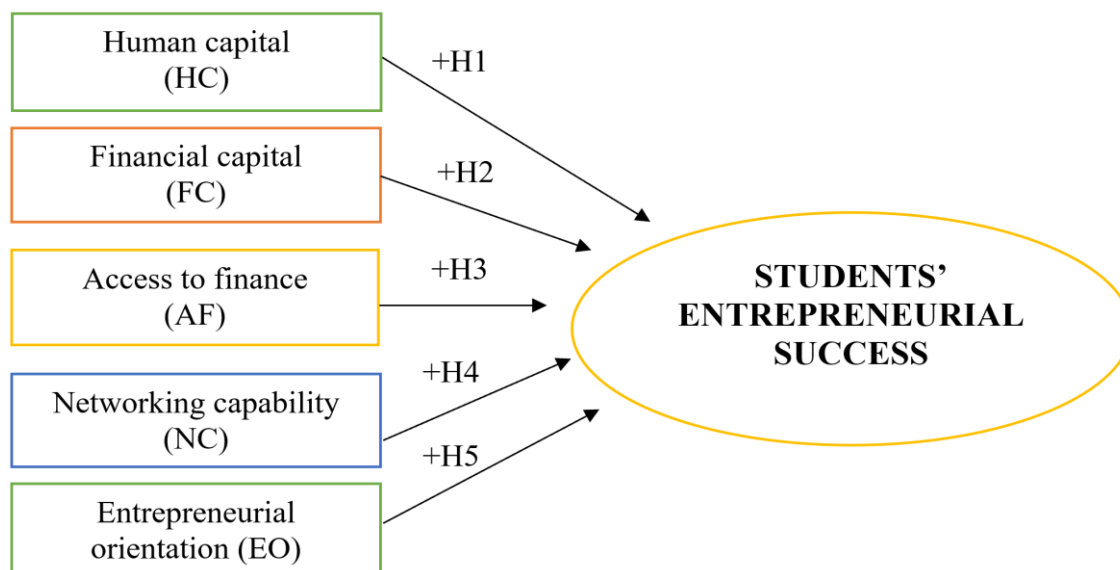 Human capital
(HC)
+H1
Financial capital
(FC)
+H2
Access to finance
(AF)
+H3
Networking capability
(NC)
+H4
Entrepreneurial
orientation (EO)
+H5
STUDENTS’
ENTREPRENEURIAL
SUCCESS